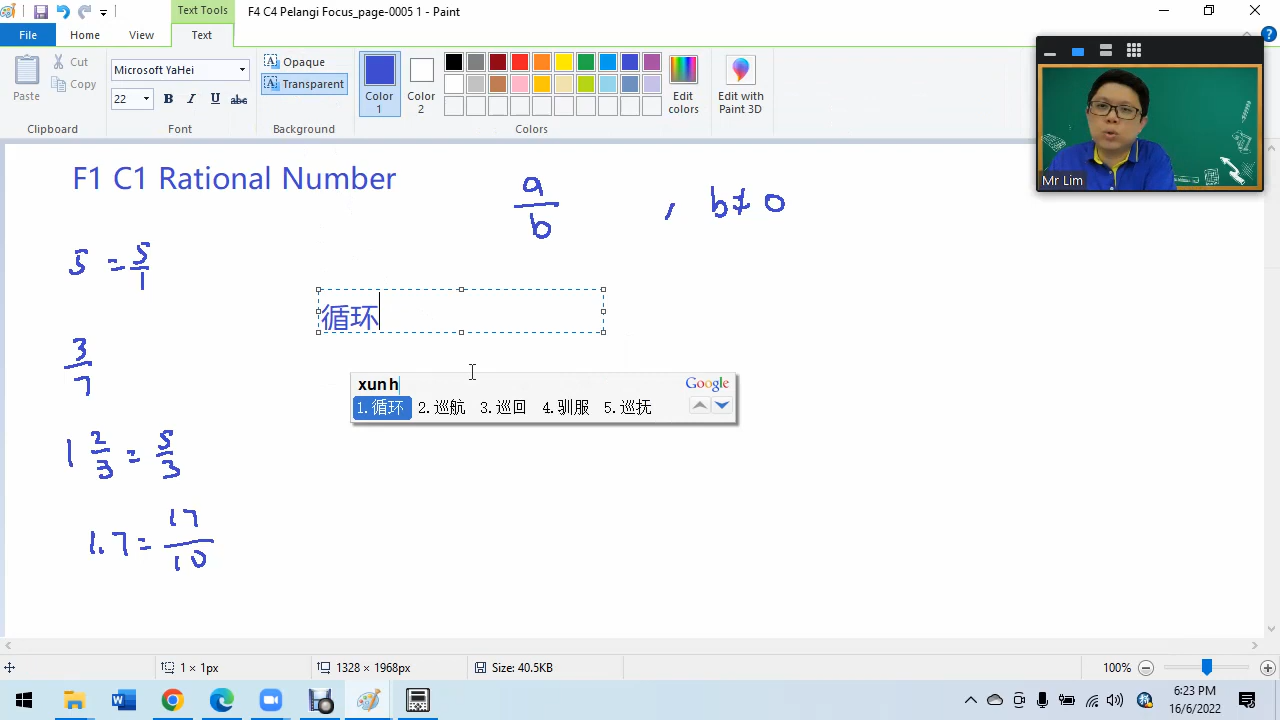 F4 C4 Pelangi Focus_page-0005 1 - Paint
Text Tools
File
Home
View
Text
Paste
Cut
Copy
Clipboard
Microsoft YaHei
22
B
I
U
abc
Font
Opaque
Transparent
Background
Color 1
Color 2
Edit colors
Colors
Edit with Paint 3D
Mr Lim
F1 C1 Rational Number
a/b , b≠0
5 = 5/1
循环
3/7
xun h
Google
1.循环 2.巡航 3.巡回 4.驯服 5.巡抚
1 2/3 = 5/3
1.7 = 17/10
1 × 1px
1328 × 1968px
Size: 40.5KB
100%
6:23 PM
16/6/2022